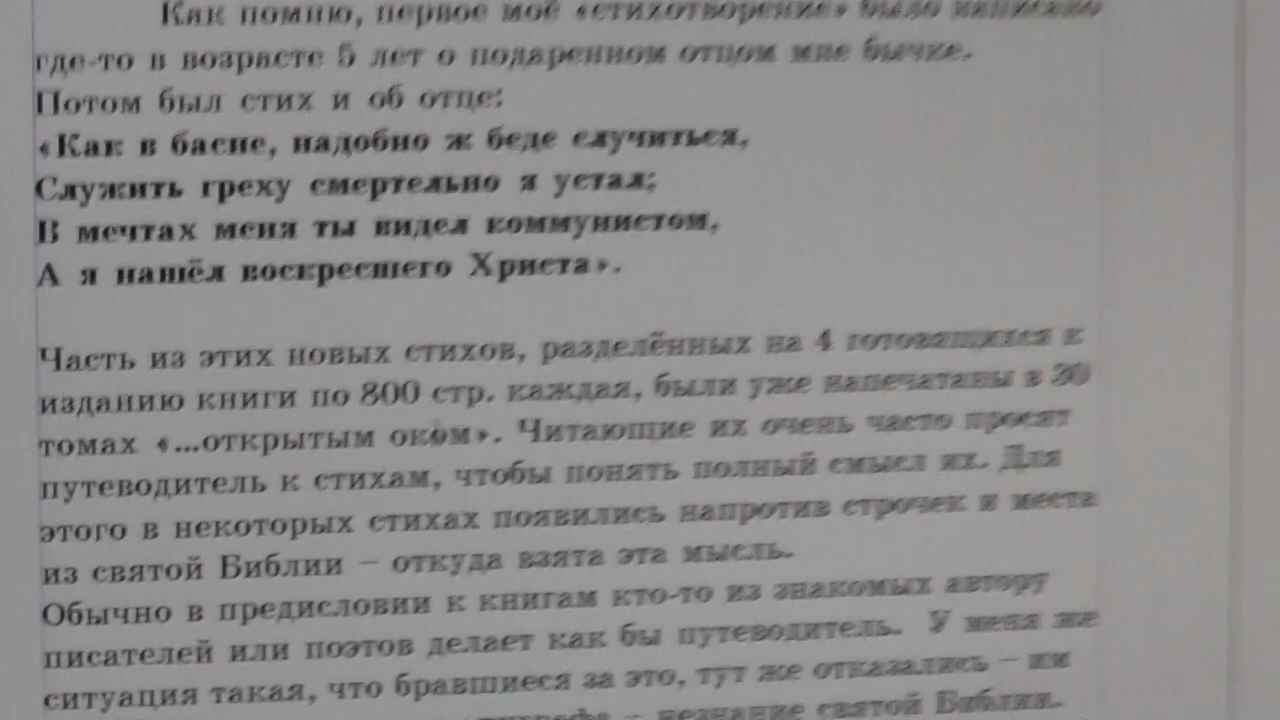 Как помню, первое моё «стихотворение» было написано
где-то в возрасте 5 лет о подаренном отцом мне бычке.
Потом был стих и об отце:
«Как в басне, надобно ж беде случиться,
Служить греху смертельно я устал;
В мечтах меня ты видел коммунистом,
А я нашёл воскресшего Христа».
Часть из этих новых стихов, разделённых на 4 готовящихся к
изданию книги по 800 стр. каждая, были уже напечатаны в 30
томах «...открытым оком». Читающие их очень часто просят
путеводитель к стихам, чтобы понять полный смысл их. Для
этого в некоторых стихах появились напротив строчек и места
из святой Библии – откуда взята эта мысль.
Обычно в предисловии к книгам кто-то из знакомых автору
писателей или поэтов делает как бы путеводитель. У меня же
ситуация такая, что бравшиеся за это, тут же отказались – им
– незнание святой Библии.